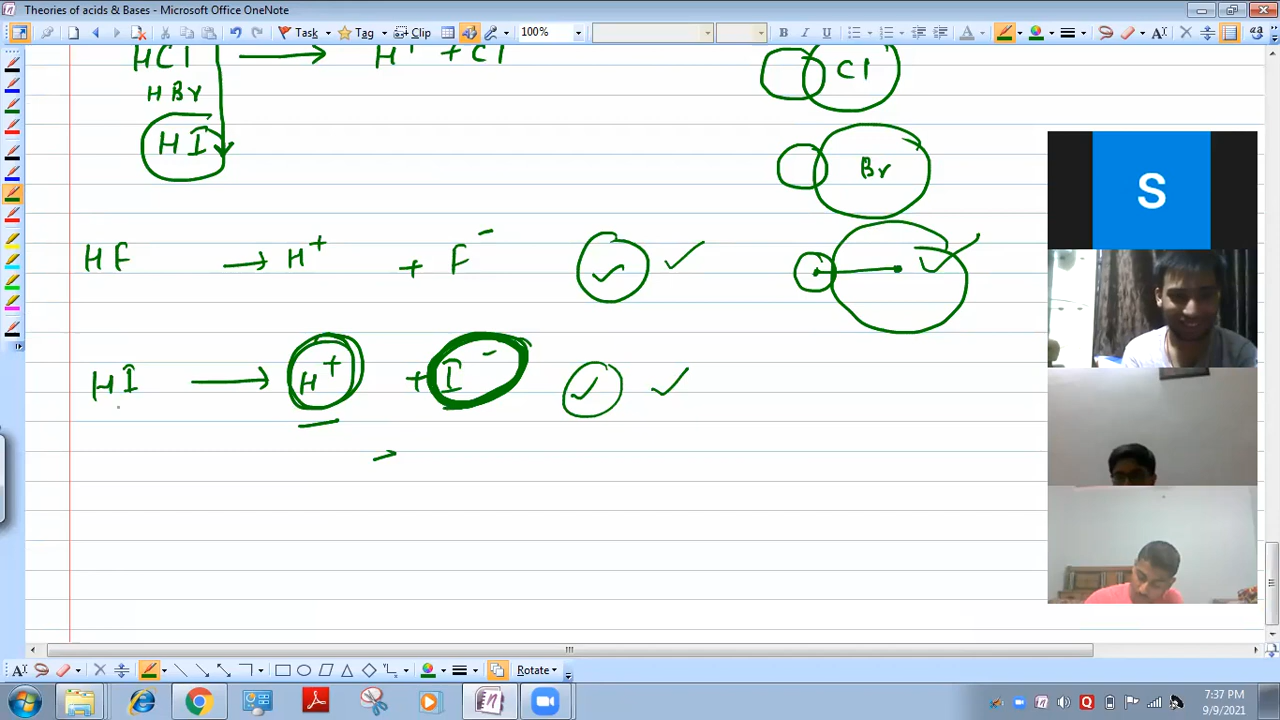 Theories of acids & Bases - Microsoft Office OneNote
Task Tag Clip 100% B I U A
HCl → H+ + Cl
HBr
HI
Cl
Br
HF → H+ + F-
HI → H+ + I-
S
A Rotate
Q 7:37 PM
9/9/2021